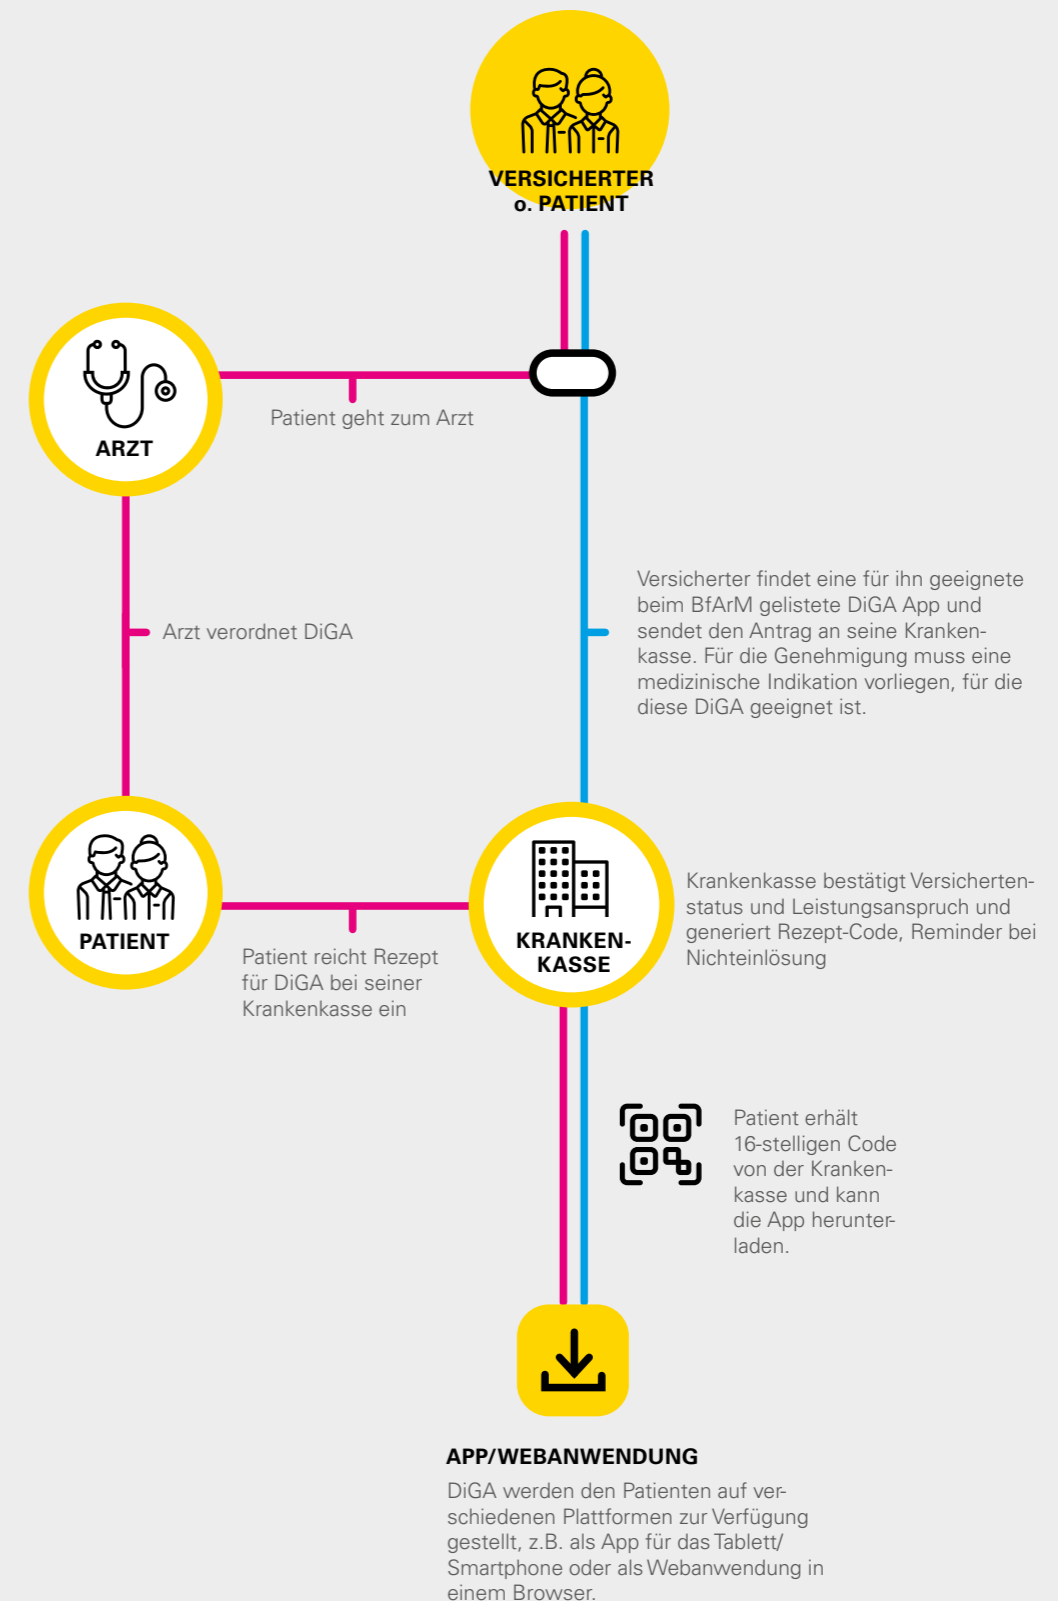 VERSICHERTER
o. PATIENT
ARZT
Patient geht zum Arzt
Arzt verordnet DiGA
Versicherter findet eine für ihn geeignete
beim BfArM gelistete DiGA App und
sendet den Antrag an seine Kranken-
kasse. Für die Genehmigung muss eine
medizinische Indikation vorliegen, für die
diese DiGA geeignet ist.
PATIENT
Patient reicht Rezept
für DiGA bei seiner
Krankenkasse ein
KRANKEN-
KASSE
Krankenkasse bestätigt Versicherten-
status und Leistungsanspruch und
generiert Rezept-Code, Reminder bei
Nichteinlösung
Patient erhält
16-stelligen Code
von der Kranken-
kasse und kann
die App herunter-
laden.
APP/WEBANWENDUNG
DiGA werden den Patienten auf ver-
schiedenen Plattformen zur Verfügung
gestellt, z.B. als App für das Tablett/
Smartphone oder als Webanwendung in
einem Browser.